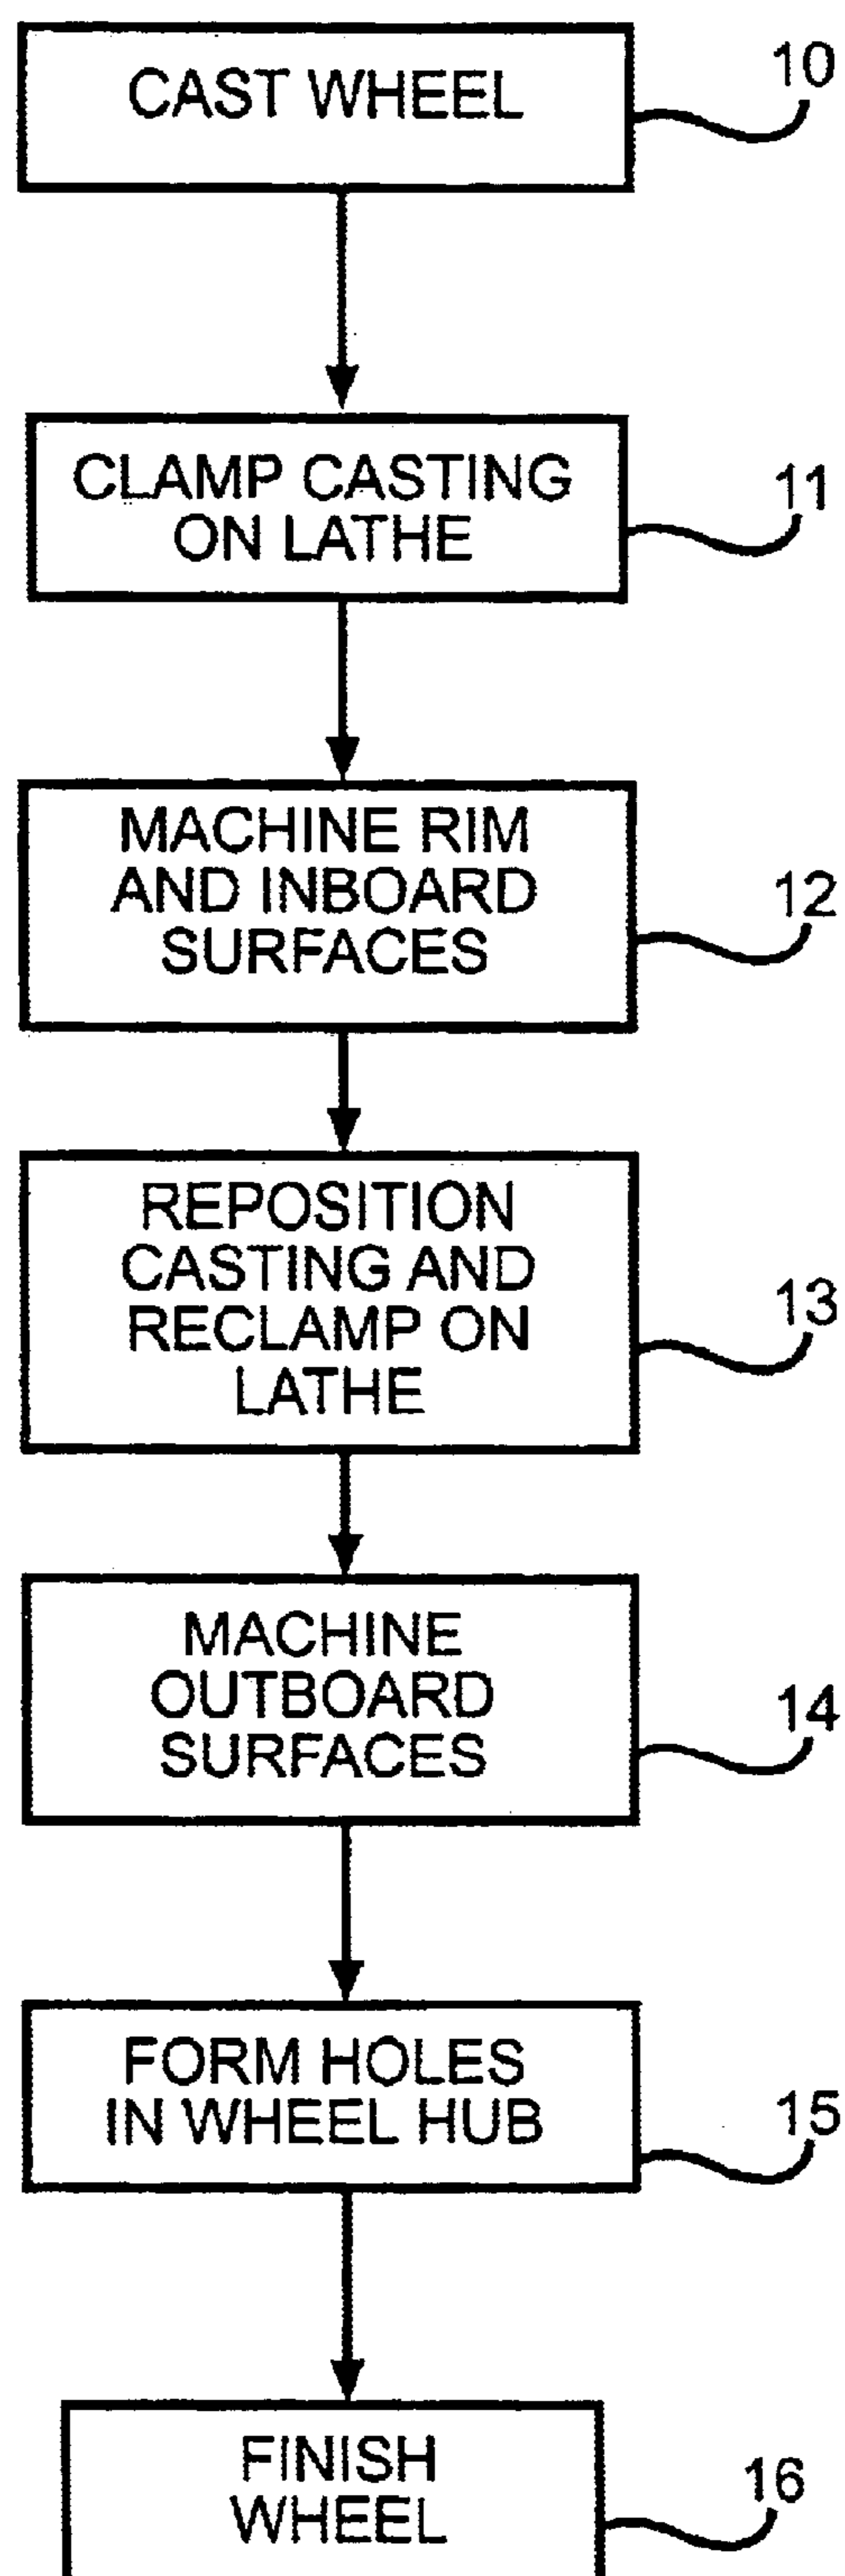 CAST WHEEL
10
CLAMP CASTING
ON LATHE
11
MACHINE RIM
AND INBOARD
SURFACES
12
REPOSITION
CASTING AND
RECLAMP ON
LATHE
13
MACHINE
OUTBOARD
SURFACES
14
FORM HOLES
IN WHEEL HUB
15
FINISH
WHEEL
16